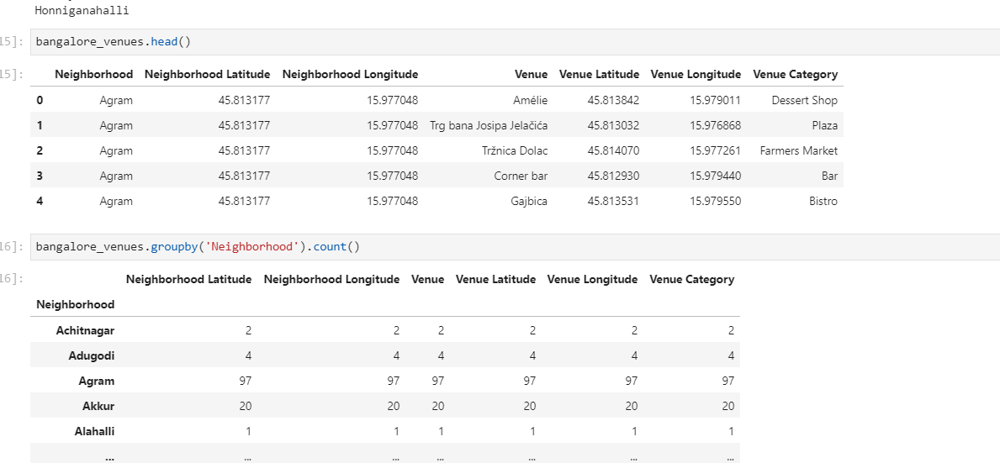 Honniganahalli
15]: bangalore_venues.head()
15]: Neighborhood Neighborhood Latitude Neighborhood Longitude Venue Venue Latitude Venue Longitude Venue Category
0 Agram 45.813177 15.977048 Amélie 45.813842 15.979011 Dessert Shop
1 Agram 45.813177 15.977048 Trg bana Josipa Jelačića 45.813032 15.976868 Plaza
2 Agram 45.813177 15.977048 Tržnica Dolac 45.814070 15.977261 Farmers Market
3 Agram 45.813177 15.977048 Corner bar 45.812930 15.979440 Bar
4 Agram 45.813177 15.977048 Gajbica 45.813531 15.979550 Bistro
16]: bangalore_venues.groupby('Neighborhood').count()
16]: Neighborhood Latitude Neighborhood Longitude Venue Venue Latitude Venue Longitude Venue Category
Neighborhood
Achitnagar 2 2 2 2 2 2
Adugodi 4 4 4 4 4 4
Agram 97 97 97 97 97 97
Akkur 20 20 20 20 20 20
Alahalli 1 1 1 1 1 1
... ... ... ... ... ... ...